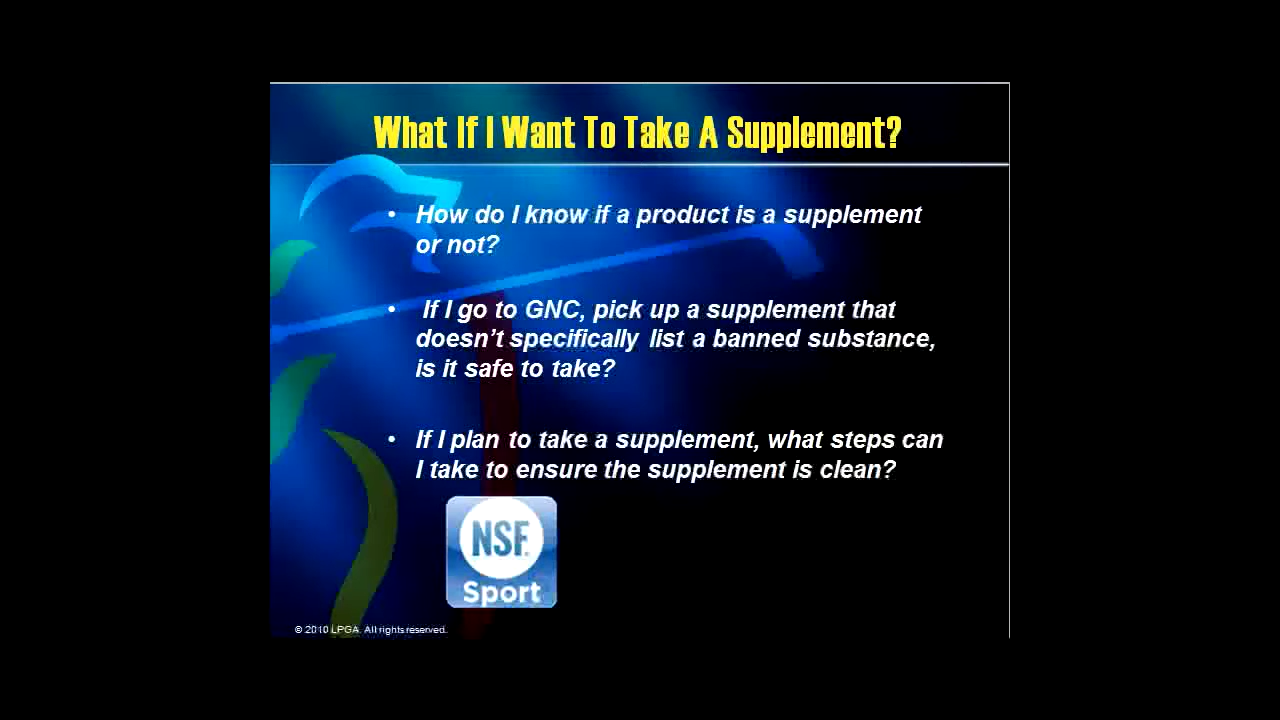 What If I Want To Take A Supplement?
• How do I know if a product is a supplement
or not?
• If I go to GNC, pick up a supplement that
doesn't specifically list a banned substance,
is it safe to take?
• If I plan to take a supplement, what steps can
I take to ensure the supplement is clean?
NSF.
Sport
© 2010 LPGA. All rights reserved.